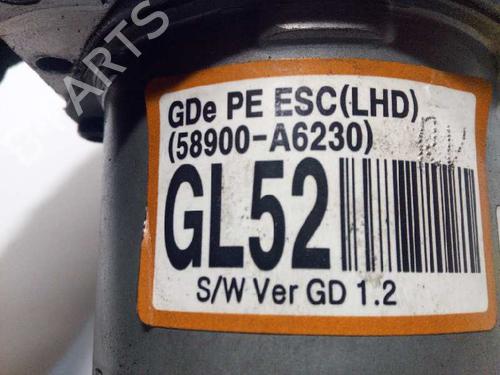 GDe PE ESC(LHD)
(58900-A6230)
GL52
S/W Ver GD 1.2